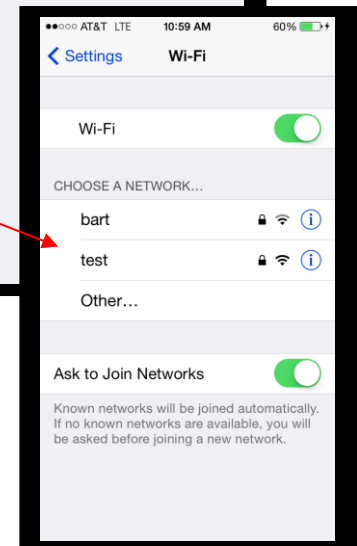 AT&T LTE 10:59 AM 60%
Settings Wi-Fi
Wi-Fi
CHOOSE A NETWORK...
bart
test
Other...
Ask to Join Networks
Known networks will be joined automatically.
If no known networks are available, you will
be asked before joining a new network.